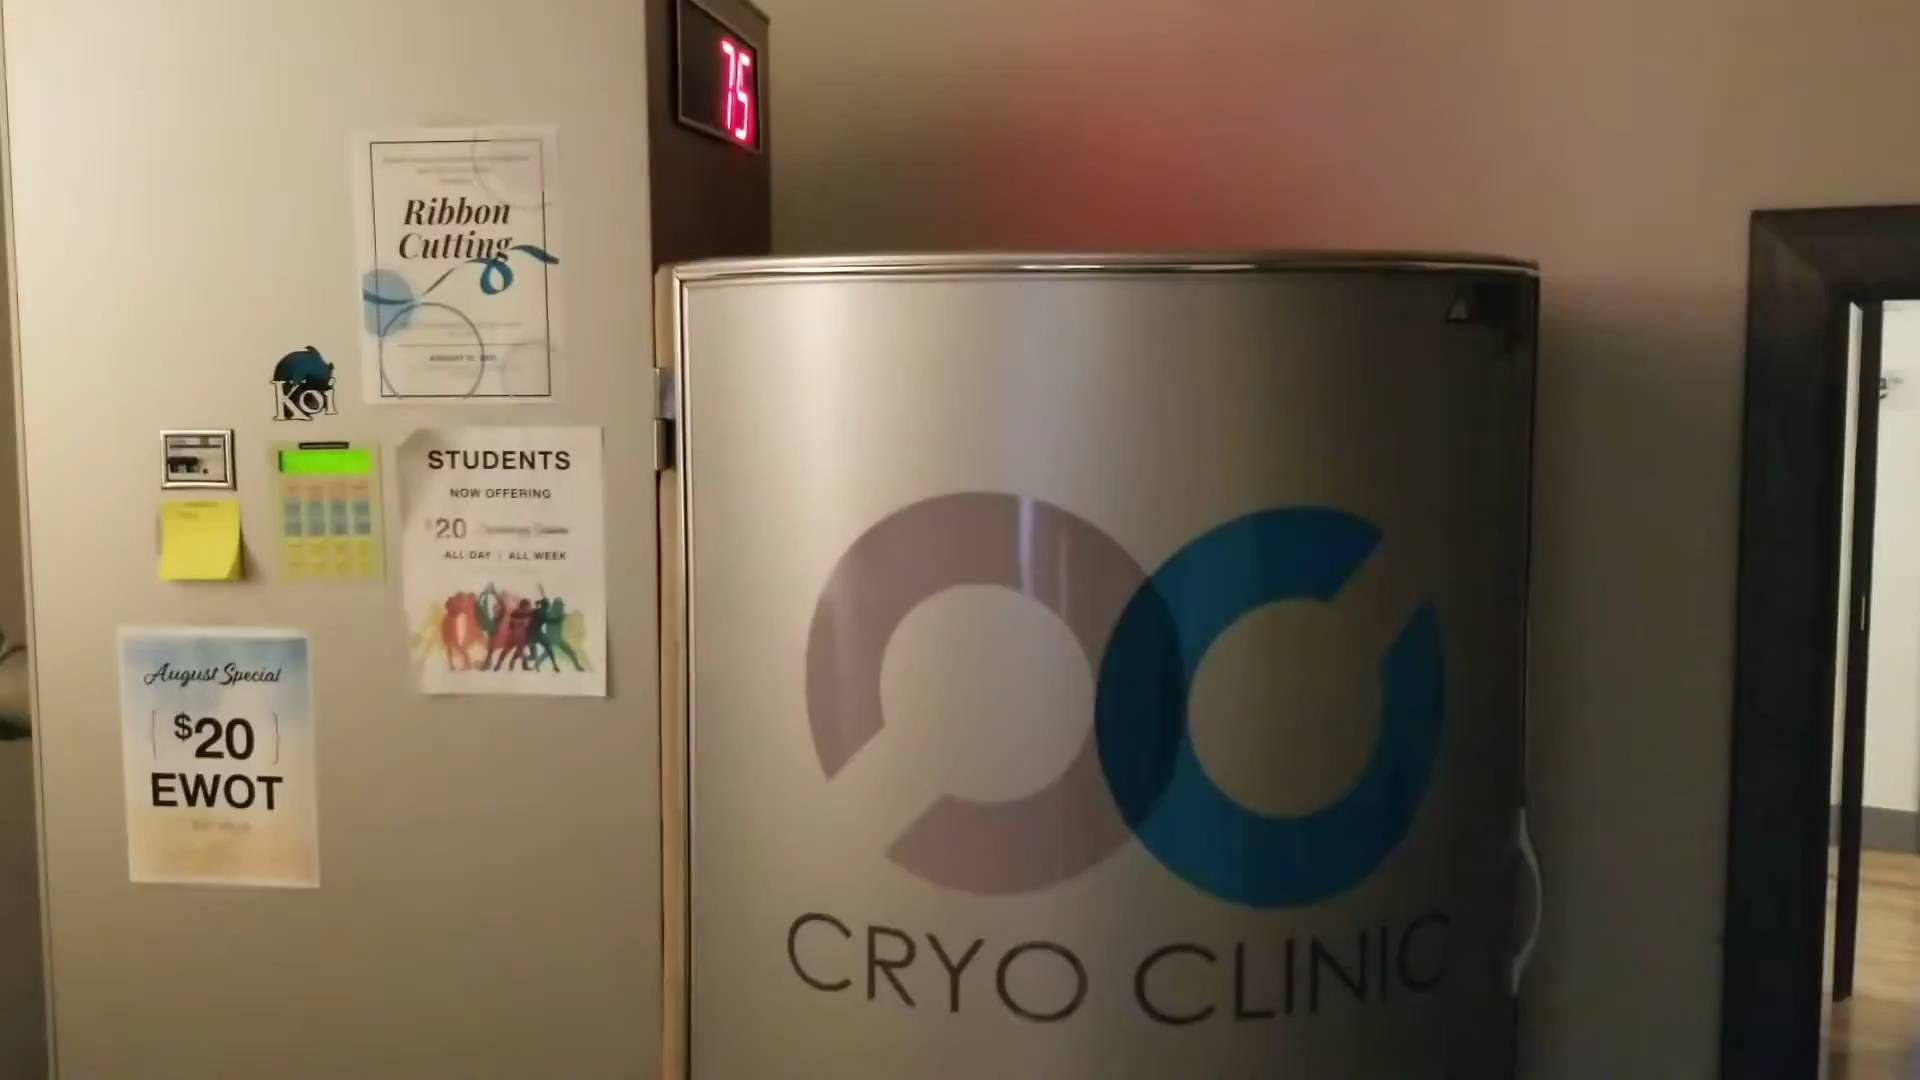 75
Ribbon
Cutting
Koi
STUDENTS
NOW OFFERING
$20
ALL DAY | ALL WEEK
August Special
$20
EWOT
CRYO CLINIC